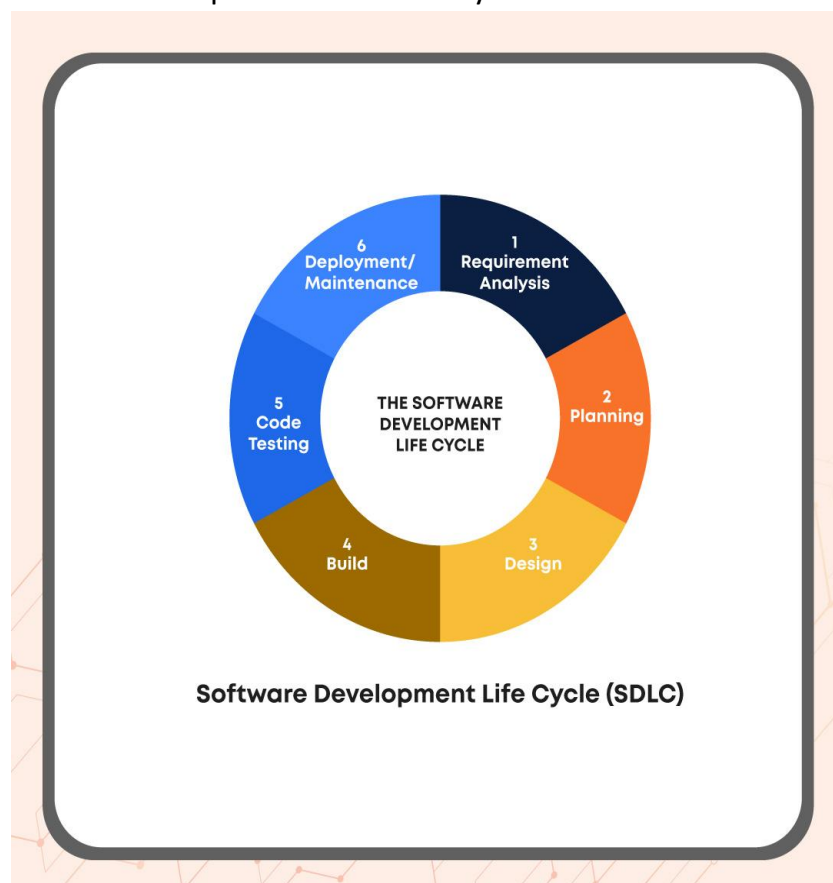 1
Requirement
Analysis
2
Planning
3
Design
4
Build
5
Code
Testing
6
Deployment/
Maintenance
THE SOFTWARE
DEVELOPMENT
LIFE CYCLE
Software Development Life Cycle (SDLC)